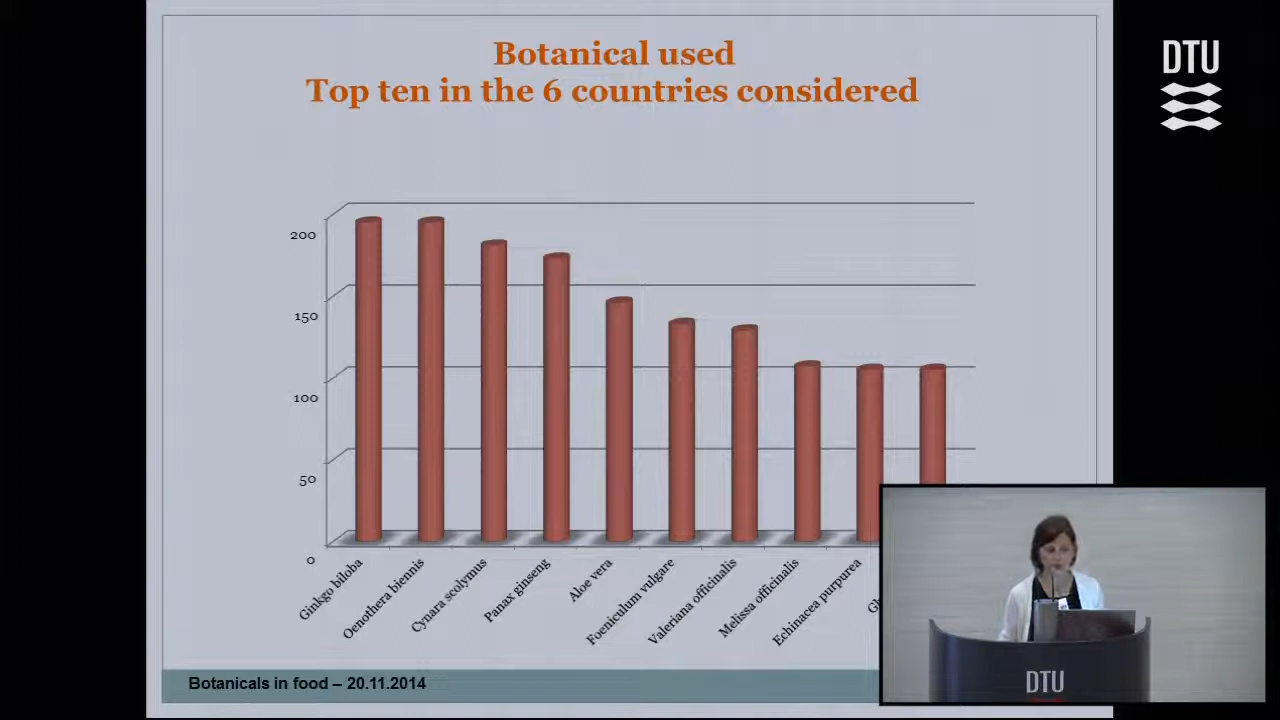 Botanical used
Top ten in the 6 countries considered
DTU
200
150
100
50
0
Ginkgo biloba
Oenothera biennis
Cynara scolymus
Panax ginseng
Aloe vera
Foeniculum vulgare
Valeriana officinalis
Melissa officinalis
Echinacea purpurea
DTU
Botanicals in food – 20.11.2014